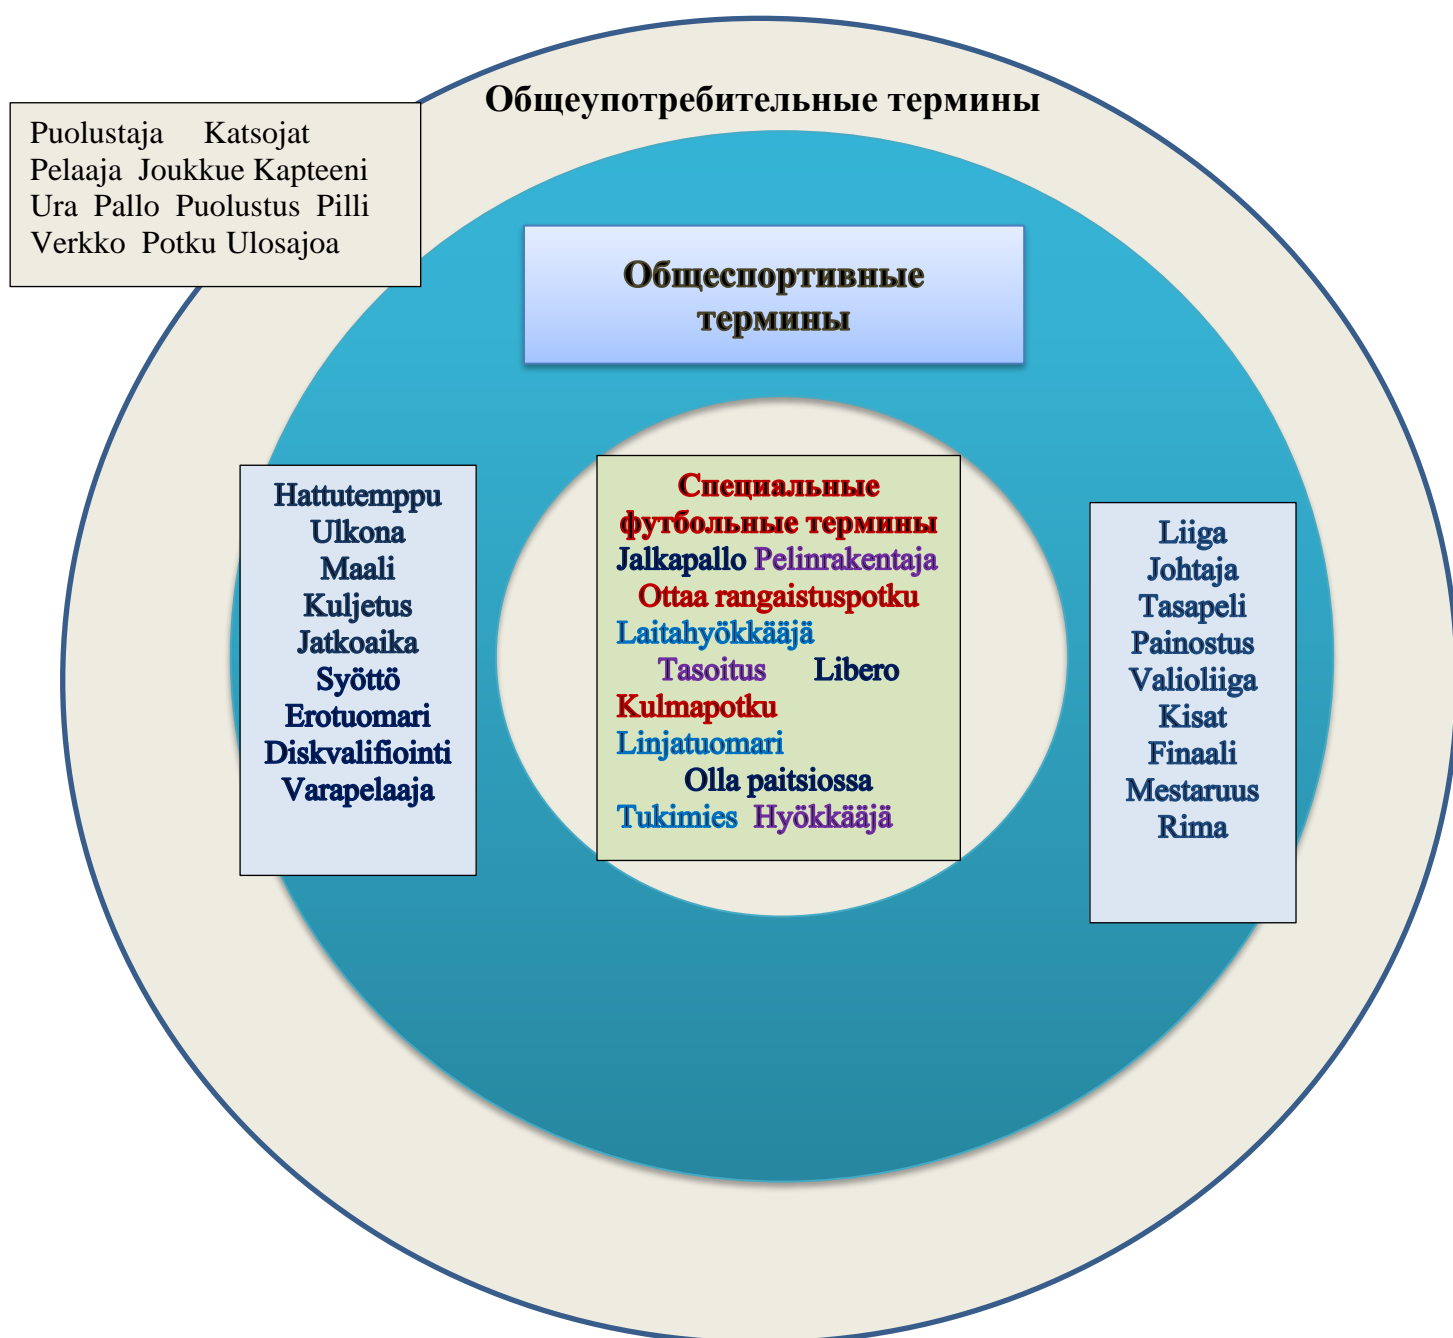 Общеупотребительные термины
Puolustaja Katsojat
Pelaaja Joukkue Kapteeni
Ura Pallo Puolustus Pilli
Verkko Potku Ulosajoa
Общеспортивные
термины
Hattutemppu
Ulkona
Maali
Kuljetus
Jatkoaika
Syöttö
Erotuomari
Diskvalifiointi
Varapelaaja
Специальные
футбольные термины
Jalkapallo Pelinrakentaja
Ottaa rangaistuspotku
Laitahyökkääjä
Tasoitus Libero
Kulmapotku
Linjatuomari
Olla paitsiossa
Tukimies Hyökkääjä
Liiga
Johtaja
Tasapeli
Painostus
Valioliiga
Kisat
Finaali
Mestaruus
Rima